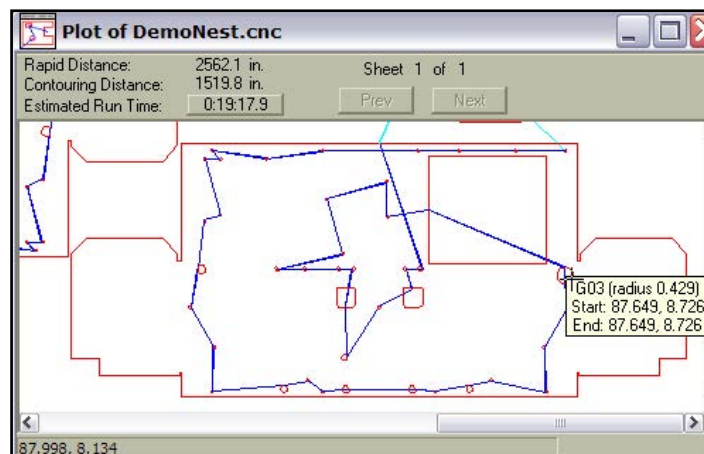 Plot of DemoNest.cnc
Rapid Distance: 2562.1 in.
Contouring Distance: 1519.8 in.
Estimated Run Time: 0:19:17.9
Sheet 1 of 1
Prev Next
G03 (radius 0.429)
Start: 87.649, 8.726
End: 87.649, 8.726
87.998, 8.134